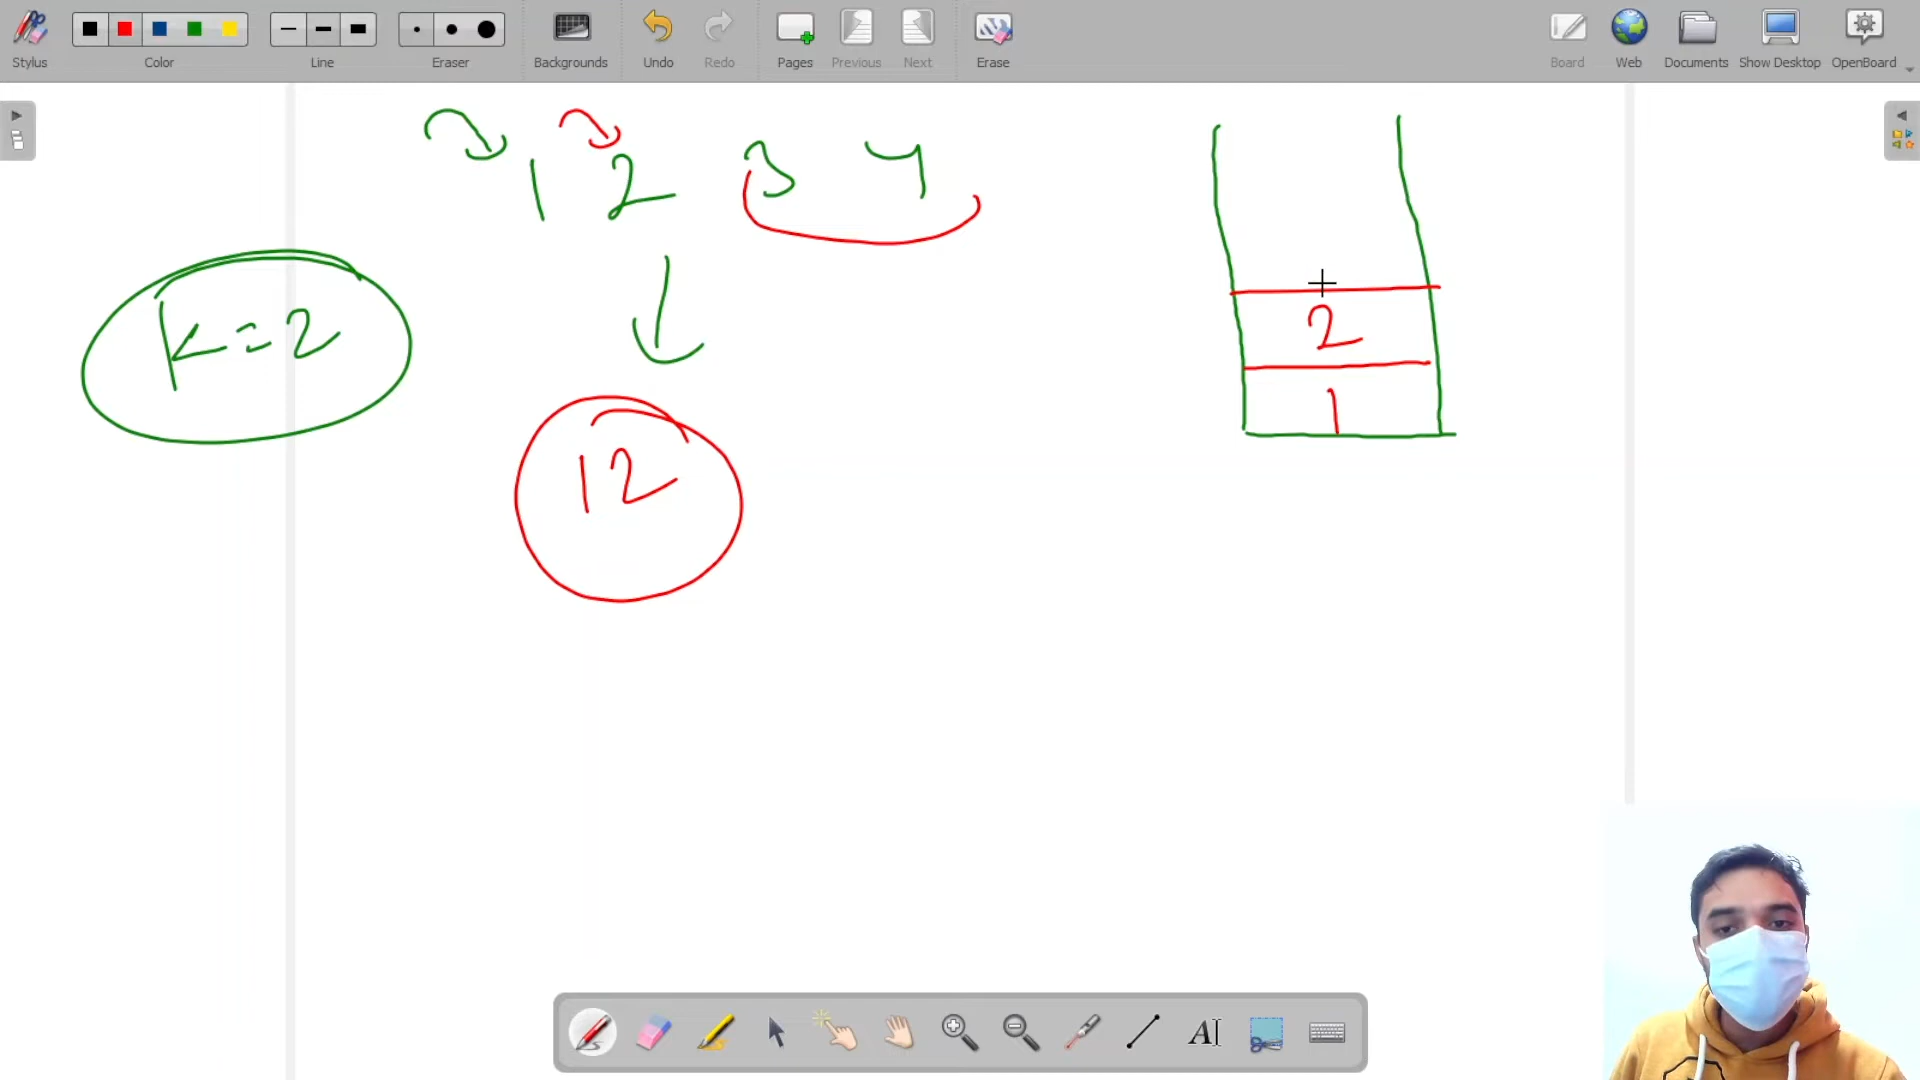 Stylus
Color
Line
Eraser
Backgrounds
Undo
Redo
Pages
Previous
Next
Erase
Board
Web
Documents
Show Desktop
OpenBoard
1 2 3 4
K=2
12
2
1
A